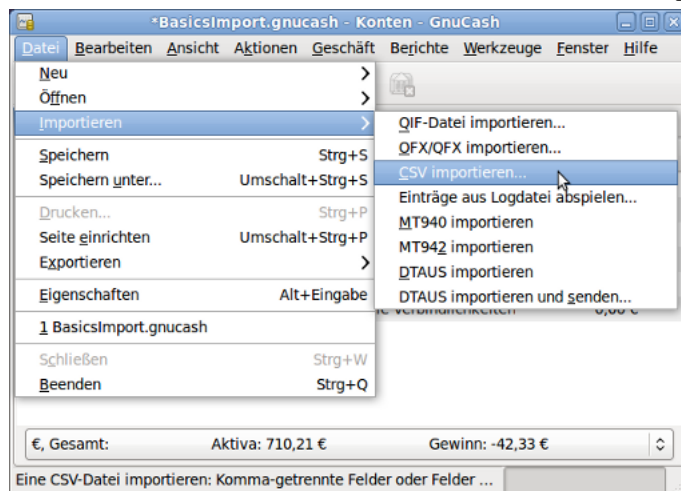 *BasicsImport.gnucash - Konten - GnuCash
Datei Bearbeiten Ansicht Aktionen Geschäft Berichte Werkzeuge Fenster Hilfe
Neu
Öffnen
Importieren
Speichern Strg+S
Speichern unter... Umschalt+Strg+S
Drucken... Strg+P
Seite einrichten Umschalt+Strg+P
Exportieren
Eigenschaften Alt+Eingabe
1 BasicsImport.gnucash
Schließen Strg+W
Beenden Strg+Q
QIF-Datei importieren...
OFX/QFX importieren...
CSV importieren...
Einträge aus Logdatei abspielen...
MT940 importieren
MT942 importieren
DTAUS importieren
DTAUS importieren und senden...
€, Gesamt: Aktiva: 710,21 € Gewinn: -42,33 €
Eine CSV-Datei importieren: Komma-getrennte Felder oder Felder ...